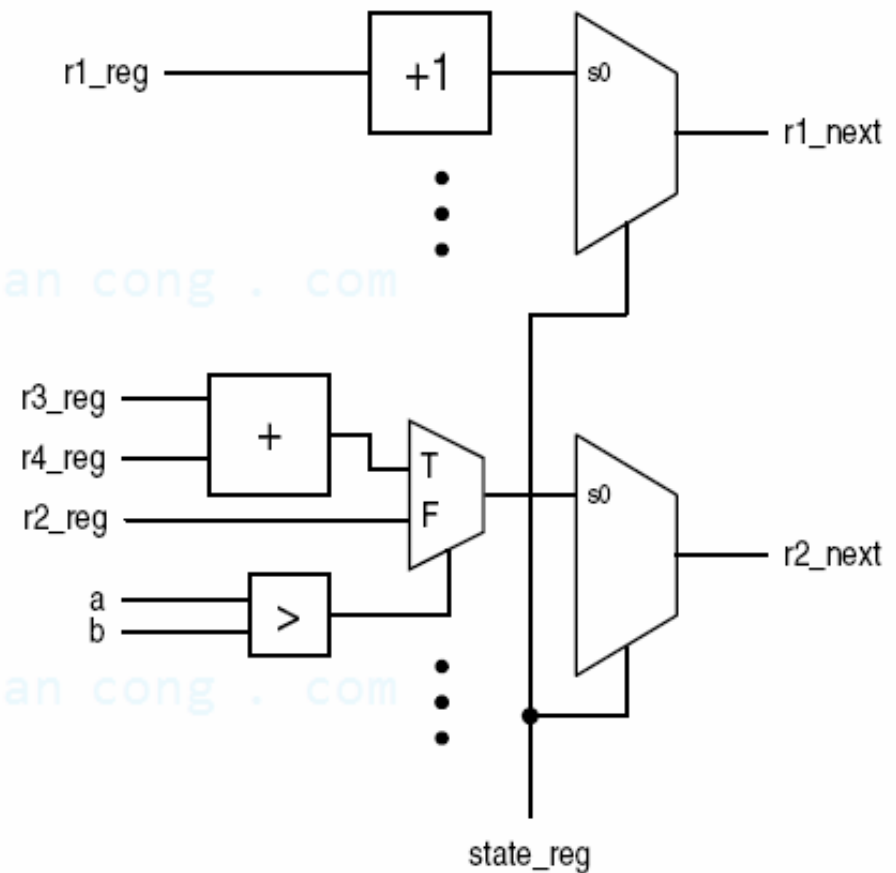 r1_reg
+1
s0
r1_next
an cong . com
r3_reg
r4_reg
r2_reg
+
T
F
s0
r2_next
a
b
>
an cong . com
state_reg